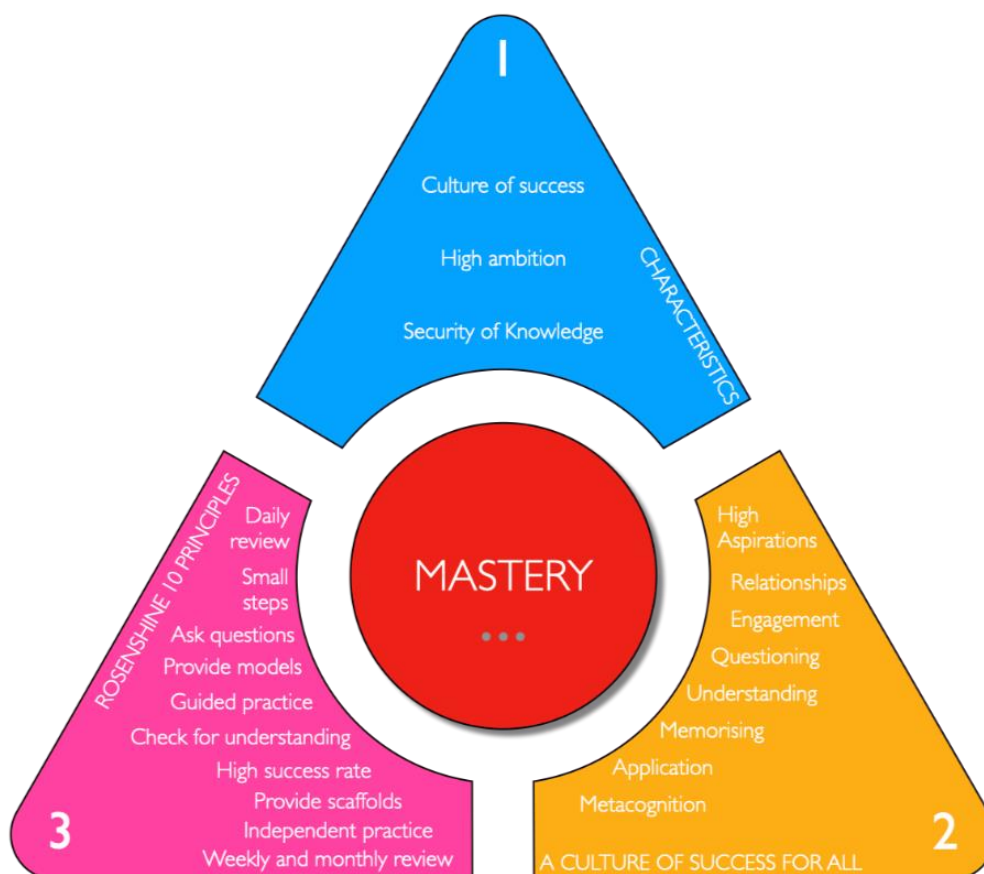 1
Culture of success
High ambition
Security of Knowledge
CHARACTERISTICS
MASTERY
...
High
Aspirations
Relationships
Engagement
Questioning
Understanding
Memorising
Application
Metacognition
A CULTURE OF SUCCESS FOR ALL
2
ROSENSHINE 10 PRINCIPLES
Daily
review
Small
steps
Ask questions
Provide models
Guided practice
Check for understanding
High success rate
Provide scaffolds
Independent practice
Weekly and monthly review
3